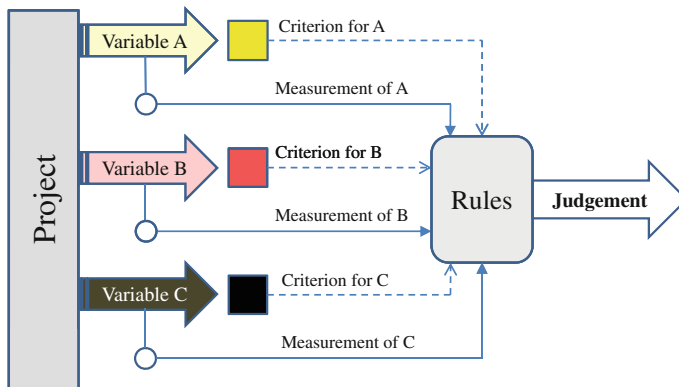 Project
Variable A
Criterion for A
Measurement of A
Variable B
Criterion for B
Measurement of B
Variable C
Criterion for C
Measurement of C
Rules
Judgement